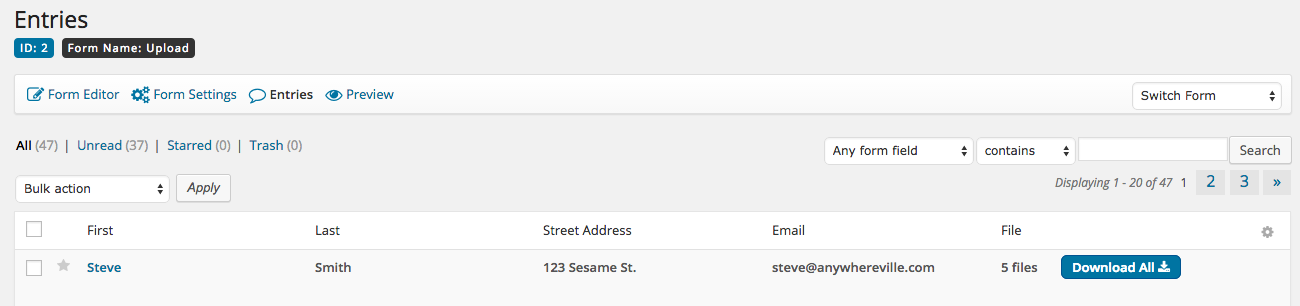 Entries
ID: 2 Form Name: Upload
Form Editor Form Settings Entries Preview Switch Form
All (47) | Unread (37) | Starred (0) | Trash (0) Any form field contains Search
Displaying 1 - 20 of 47 1 2 3 »
Bulk action Apply
First Last Street Address Email File
Steve Smith 123 Sesame St. steve@anywhereville.com 5 files Download All